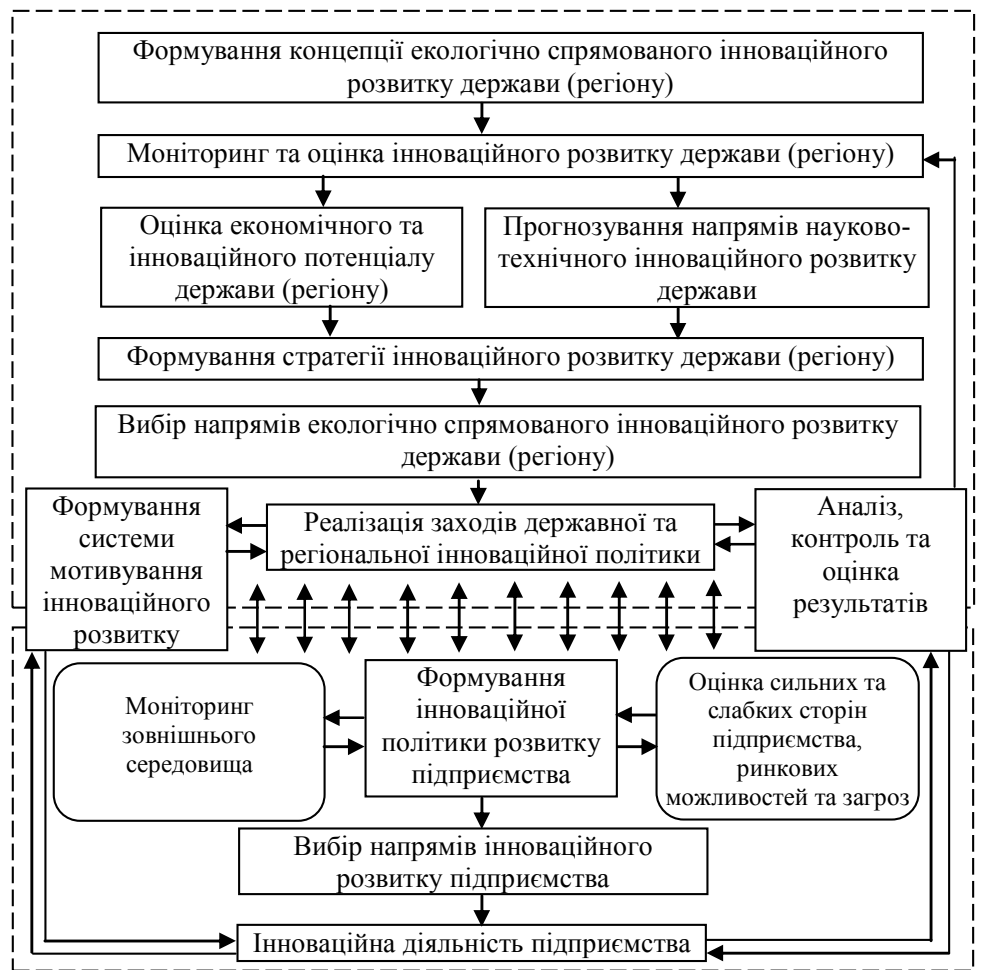 Формування концепції екологічно спрямованого інноваційного
розвитку держави (регіону)
Моніторинг та оцінка інноваційного розвитку держави (регіону)
Оцінка економічного та
інноваційного потенціалу
держави (регіону)
Прогнозування напрямів науково-
технічного інноваційного розвитку
держави
Формування стратегії інноваційного розвитку держави (регіону)
Вибір напрямів екологічно спрямованого інноваційного розвитку
держави (регіону)
Формування
системи
мотивування
інноваційного
розвитку
Реалізація заходів державної та
регіональної інноваційної політики
Аналіз,
контроль та
оцінка
результатів
Моніторинг
зовнішнього
середовища
Формування
інноваційної
політики розвитку
підприємства
Оцінка сильних та
слабких сторін
підприємства,
ринкових
можливостей та загроз
Вибір напрямів інноваційного
розвитку підприємства
Інноваційна діяльність підприємства